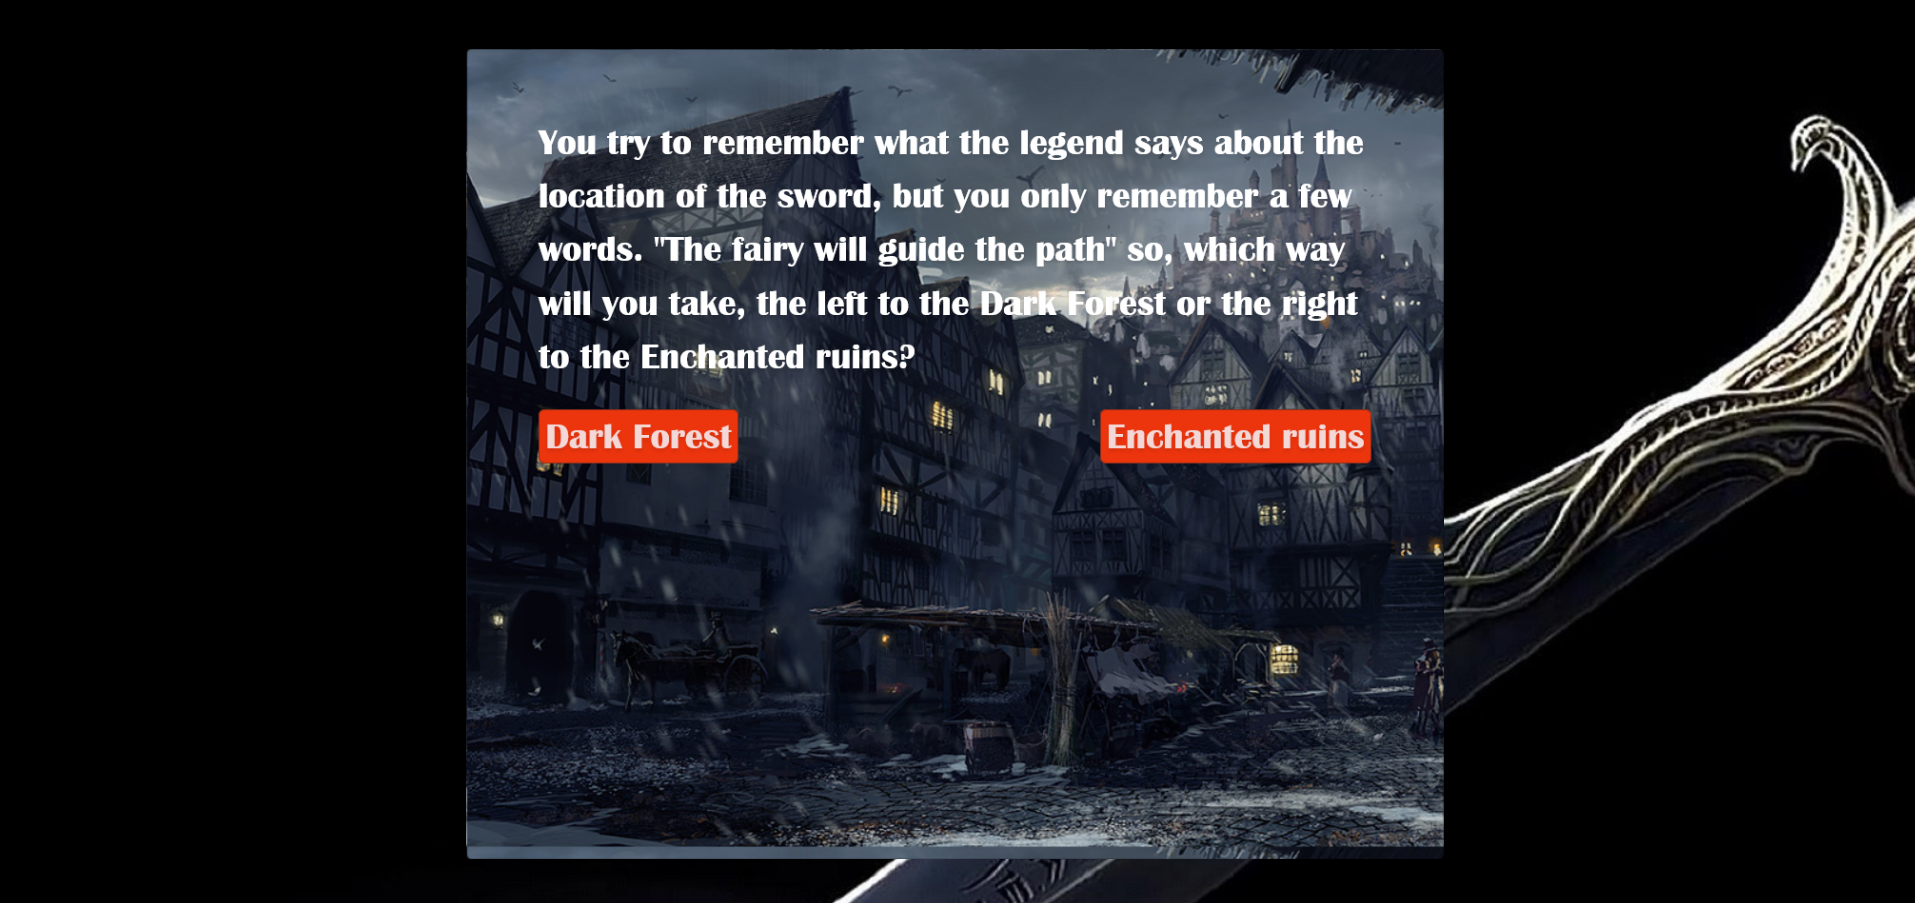 You try to remember what the legend says about the
location of the sword, but you only remember a few
words. "The fairy will guide the path" so, which way
will you take, the left to the Dark Forest or the right
to the Enchanted ruins?
Dark Forest
Enchanted ruins